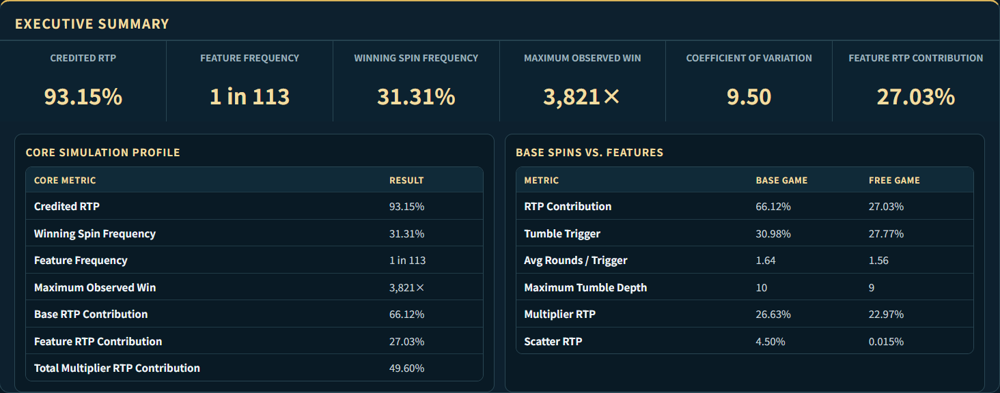 EXECUTIVE SUMMARY
CREDITED RTP
93.15%
FEATURE FREQUENCY
1 in 113
WINNING SPIN FREQUENCY
31.31%
MAXIMUM OBSERVED WIN
3,821×
COEFFICIENT OF VARIATION
9.50
FEATURE RTP CONTRIBUTION
27.03%
CORE SIMULATION PROFILE
CORE METRIC RESULT
Credited RTP 93.15%
Winning Spin Frequency 31.31%
Feature Frequency 1 in 113
Maximum Observed Win 3,821×
Base RTP Contribution 66.12%
Feature RTP Contribution 27.03%
Total Multiplier RTP Contribution 49.60%
BASE SPINS VS. FEATURES
METRIC BASE GAME FREE GAME
RTP Contribution 66.12% 27.03%
Tumble Trigger 30.98% 27.77%
Avg Rounds / Trigger 1.64 1.56
Maximum Tumble Depth 10 9
Multiplier RTP 26.63% 22.97%
Scatter RTP 4.50% 0.015%